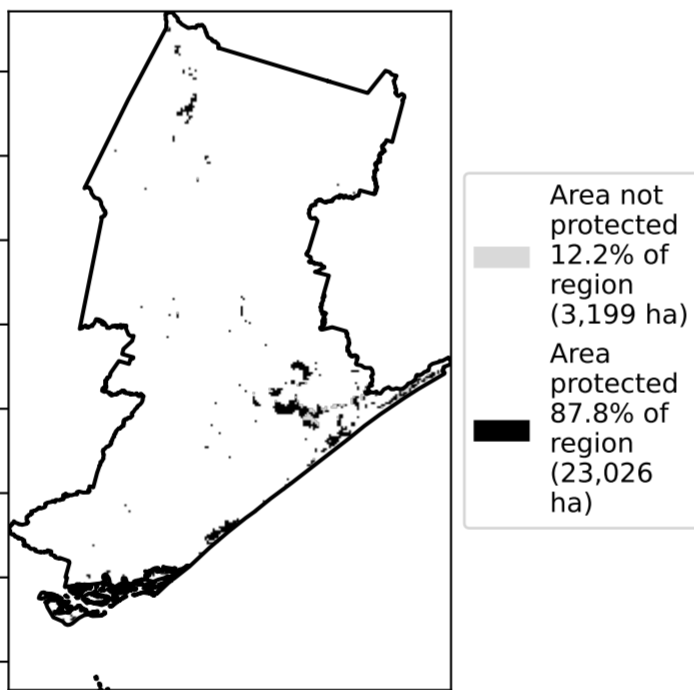 Area not
protected
12.2% of
region
(3,199 ha)
Area
protected
87.8% of
region
(23,026
ha)